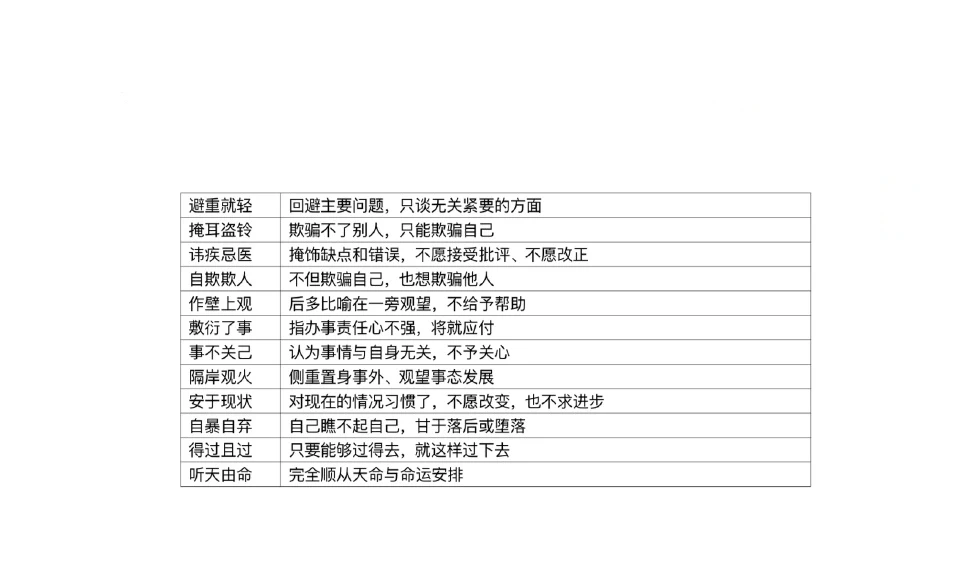 避重就轻 回避主要问题，只谈无关紧要的方面
掩耳盗铃 欺骗不了别人，只能欺骗自己
讳疾忌医 掩饰缺点和错误，不愿接受批评、不愿改正
自欺欺人 不但欺骗自己，也想欺骗他人
作壁上观 后多比喻在一旁观望，不给予帮助
敷衍了事 指办事责任心不强，将就应付
事不关己 认为事情与自身无关，不予关心
隔岸观火 侧重置身事外、观望事态发展
安于现状 对现在的情况习惯了，不愿改变，也不求进步
自暴自弃 自己瞧不起自己，甘于落后或堕落
得过且过 只要能够过得去，就这样过下去
听天由命 完全顺从天命与命运安排